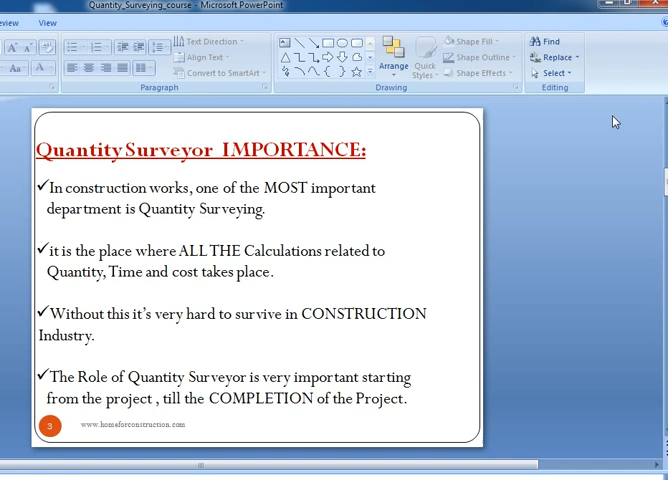 Quantity_Surveying_course - Microsoft PowerPoint
eview View
Text Direction
Align Text
Convert to SmartArt
Paragraph
Arrange
Quick Styles
Shape Fill
Shape Outline
Shape Effects
Drawing
Find
Replace
Select
Editing
Quantity Surveyor IMPORTANCE:
In construction works, one of the MOST important
department is Quantity Surveying.
it is the place where ALL THE Calculations related to
Quantity, Time and cost takes place.
Without this it's very hard to survive in CONSTRUCTION
Industry.
The Role of Quantity Surveyor is very important starting
from the project , till the COMPLETION of the Project.
3
www.homeforconstruction.com